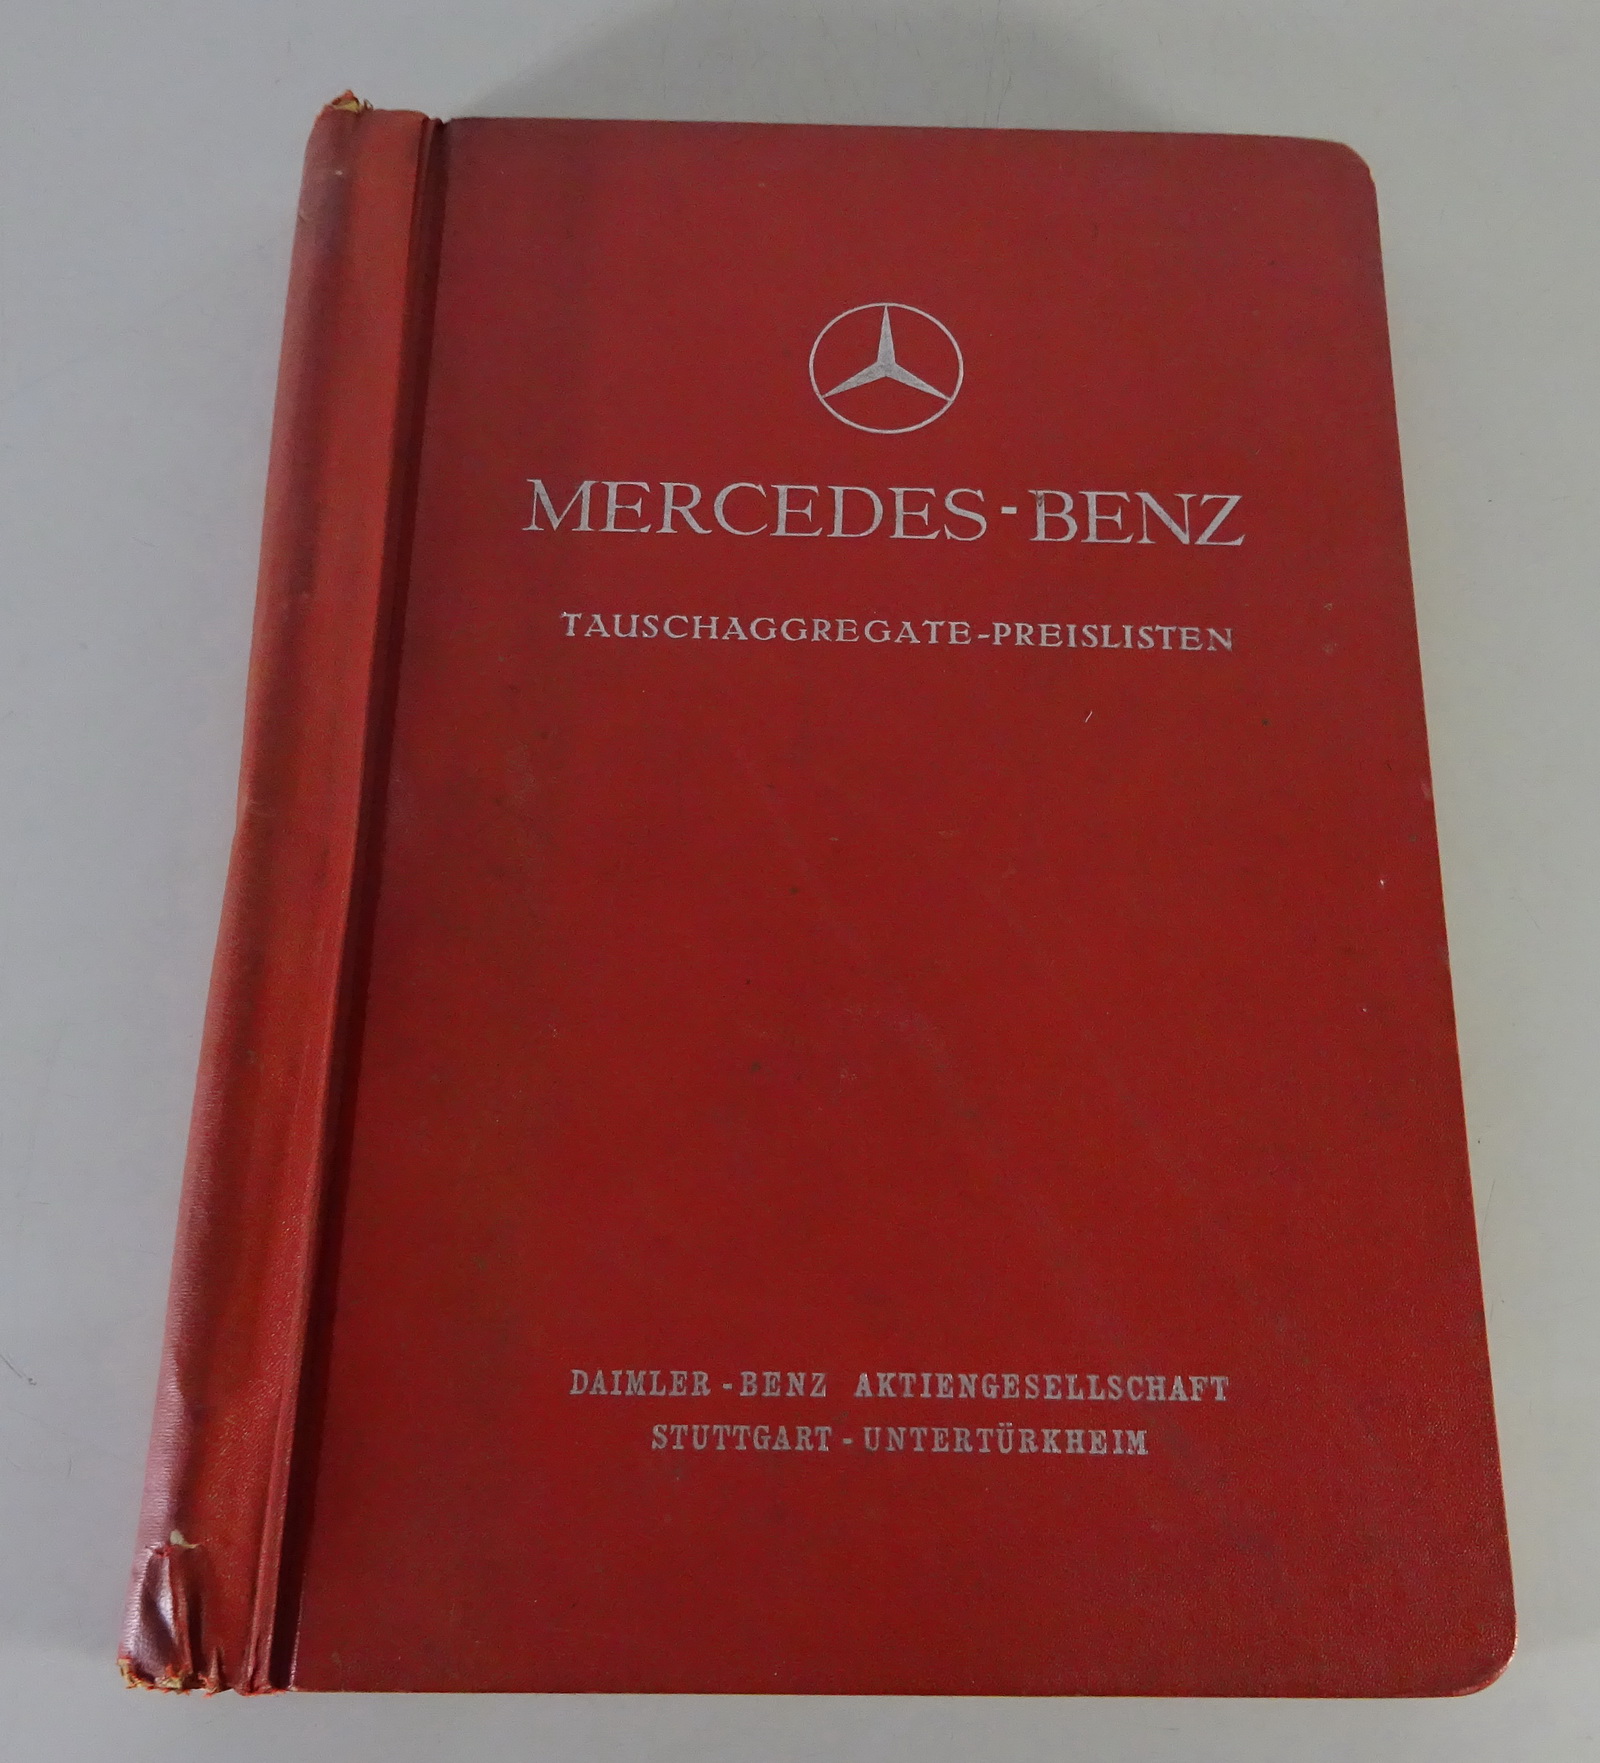 MERCEDES-BENZ
TAUSCHAGGREGATE-PREISLISTEN
DAIMLER-BENZ AKTIENGESELLSCHAFT
STUTTGART-UNTERTÜRKHEIM